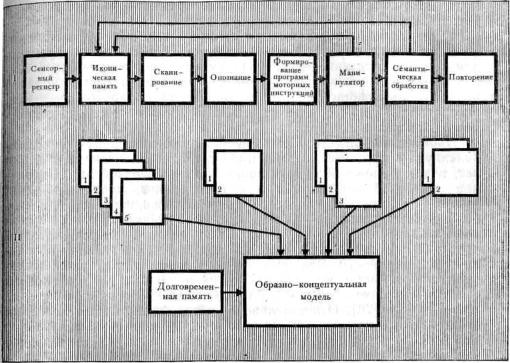 I
Сенсор-
ный
регистр
Икони-
ческая
память
Скани-
рование
Опознание
Формиро-
вание
программ
моторных
инструкций
Мани-
пулятор
Семанти-
ческая
обработка
Повторение
II
1
2
3
4
5
1
2
1
2
3
1
2
Долговремен-
ная память
Образно-концептуальная
модель